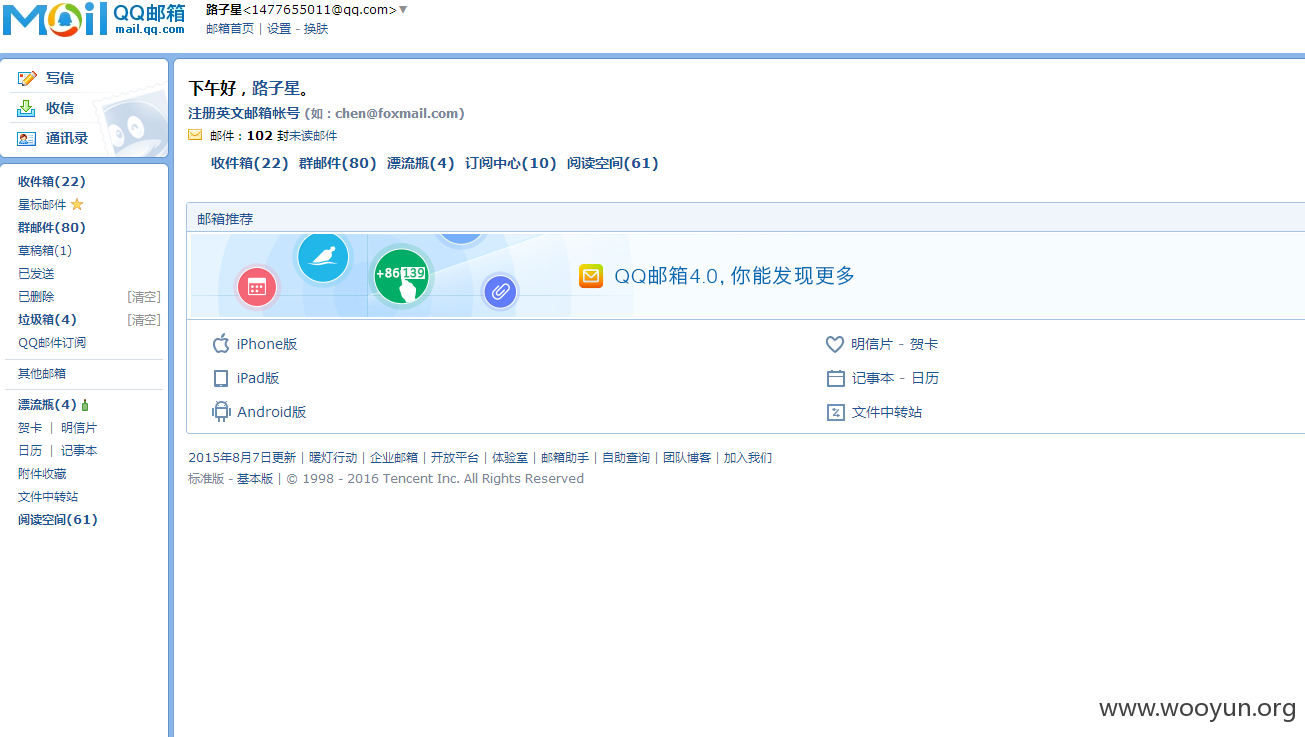 Mail QQ邮箱 mail.qq.com
路子星<1477655011@qq.com>
邮箱首页 | 设置 - 换肤
写信
收信
通讯录
收件箱(22)
星标邮件
群邮件(80)
草稿箱(1)
已发送
已删除 [清空]
垃圾箱(4) [清空]
QQ邮件订阅
其他邮箱
漂流瓶(4)
贺卡 | 明信片
日历 | 记事本
附件收藏
文件中转站
阅读空间(61)
下午好，路子星。
注册英文邮箱帐号 (如：chen@foxmail.com)
邮件：102 封未读邮件
收件箱(22) 群邮件(80) 漂流瓶(4) 订阅中心(10) 阅读空间(61)
邮箱推荐
+86 139
QQ邮箱4.0, 你能发现更多
iPhone版
明信片 - 贺卡
iPad版
记事本 - 日历
Android版
文件中转站
2015年8月7日更新 | 暖灯行动 | 企业邮箱 | 开放平台 | 体验室 | 邮箱助手 | 自助查询 | 团队博客 | 加入我们
标准版 - 基本版 | © 1998 - 2016 Tencent Inc. All Rights Reserved
www.wooyun.org